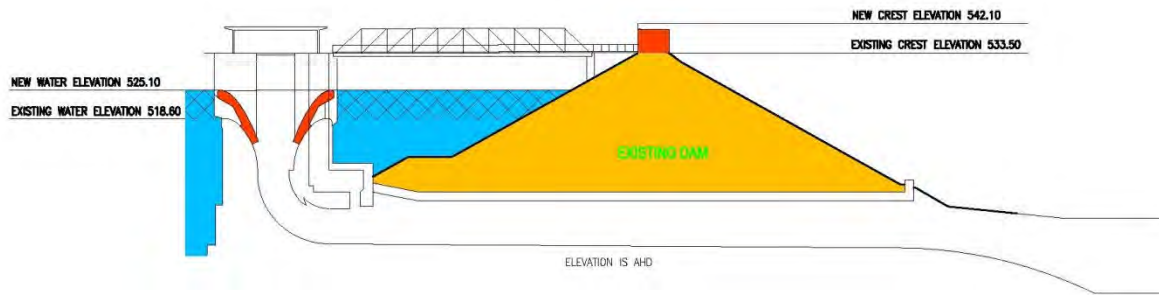 NEW CREST ELEVATION 542.10
EXISTING CREST ELEVATION 533.50
NEW WATER ELEVATION 525.10
EXISTING WATER ELEVATION 518.60
EXISTING DAM
ELEVATION IS AHD